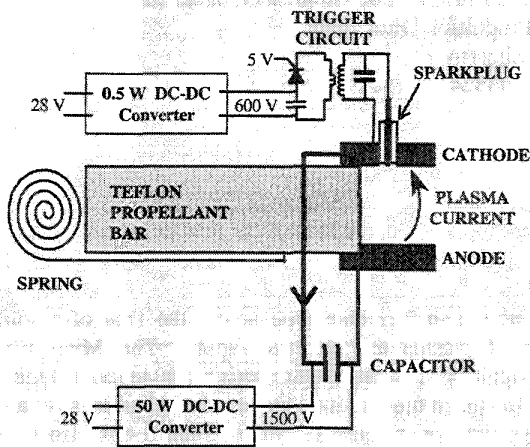 TRIGGER
CIRCUIT
5 V
SPARKPLUG
28 V
0.5 W DC-DC
Converter
600 V
CATHODE
TEFLON
PROPELLANT
BAR
PLASMA
CURRENT
ANODE
SPRING
CAPACITOR
28 V
50 W DC-DC
Converter
1500 V